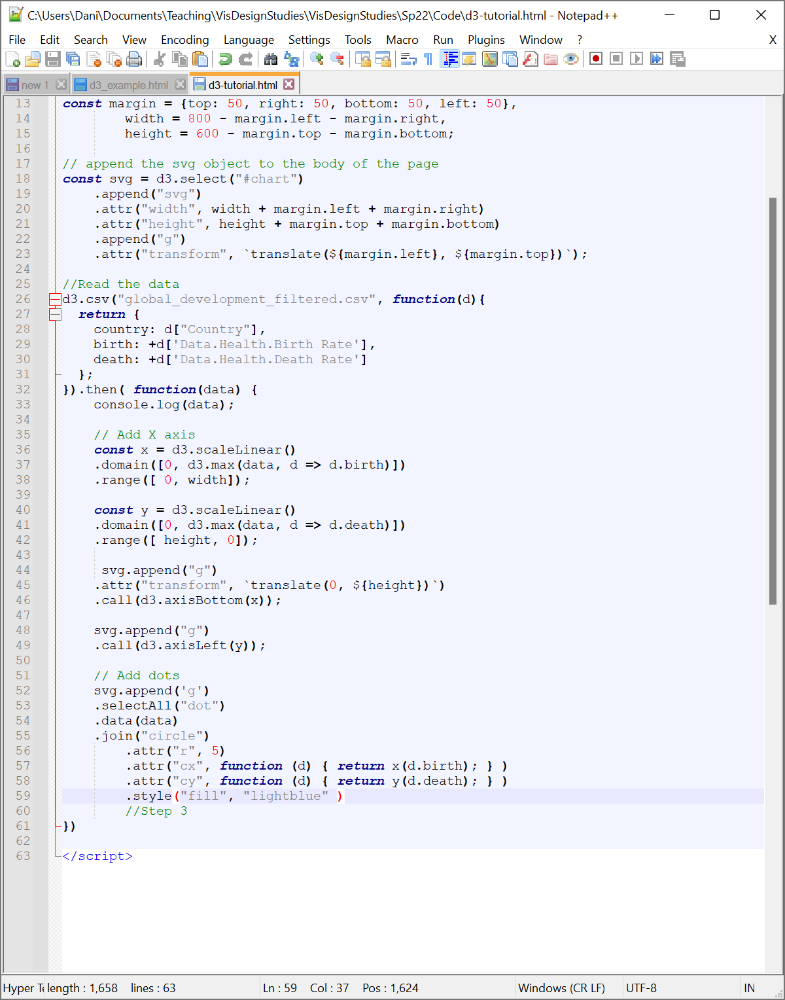 C:\Users\Dani\Documents\Teaching\VisDesignStudies\VisDesignStudies\Sp22\Code\d3-tutorial.html - Notepad++
File Edit Search View Encoding Language Settings Tools Macro Run Plugins Window ? X
new 1 d3_example.html d3-tutorial.html
13 const margin = {top: 50, right: 50, bottom: 50, left: 50},
14 width = 800 - margin.left - margin.right,
15 height = 600 - margin.top - margin.bottom;
16
17 // append the svg object to the body of the page
18 const svg = d3.select("#chart")
19 .append("svg")
20 .attr("width", width + margin.left + margin.right)
21 .attr("height", height + margin.top + margin.bottom)
22 .append("g")
23 .attr("transform", `translate(${margin.left}, ${margin.top})`);
24
25 //Read the data
26 d3.csv("global_development_filtered.csv", function(d){
27 return {
28 country: d["Country"],
29 birth: +d['Data.Health.Birth Rate'],
30 death: +d['Data.Health.Death Rate']
31 };
32 }).then( function(data) {
33 console.log(data);
34
35 // Add X axis
36 const x = d3.scaleLinear()
37 .domain([0, d3.max(data, d => d.birth)])
38 .range([ 0, width]);
39
40 const y = d3.scaleLinear()
41 .domain([0, d3.max(data, d => d.death)])
42 .range([ height, 0]);
43
44 svg.append("g")
45 .attr("transform", `translate(0, ${height})`)
46 .call(d3.axisBottom(x));
47
48 svg.append("g")
49 .call(d3.axisLeft(y));
50
51 // Add dots
52 svg.append('g')
53 .selectAll("dot")
54 .data(data)
55 .join("circle")
56 .attr("r", 5)
57 .attr("cx", function (d) { return x(d.birth); } )
58 .attr("cy", function (d) { return y(d.death); } )
59 .style("fill", "lightblue" )
60 //Step 3
61 })
62
63 </script>
Hyper Te length : 1,658 lines : 63 Ln : 59 Col : 37 Pos : 1,624 Windows (CR LF) UTF-8 IN